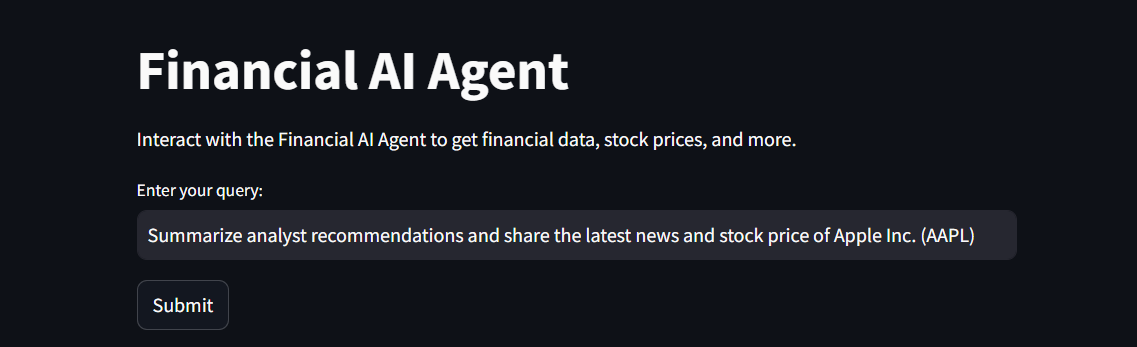 Financial AI Agent
Interact with the Financial AI Agent to get financial data, stock prices, and more.
Enter your query:
Summarize analyst recommendations and share the latest news and stock price of Apple Inc. (AAPL)
Submit